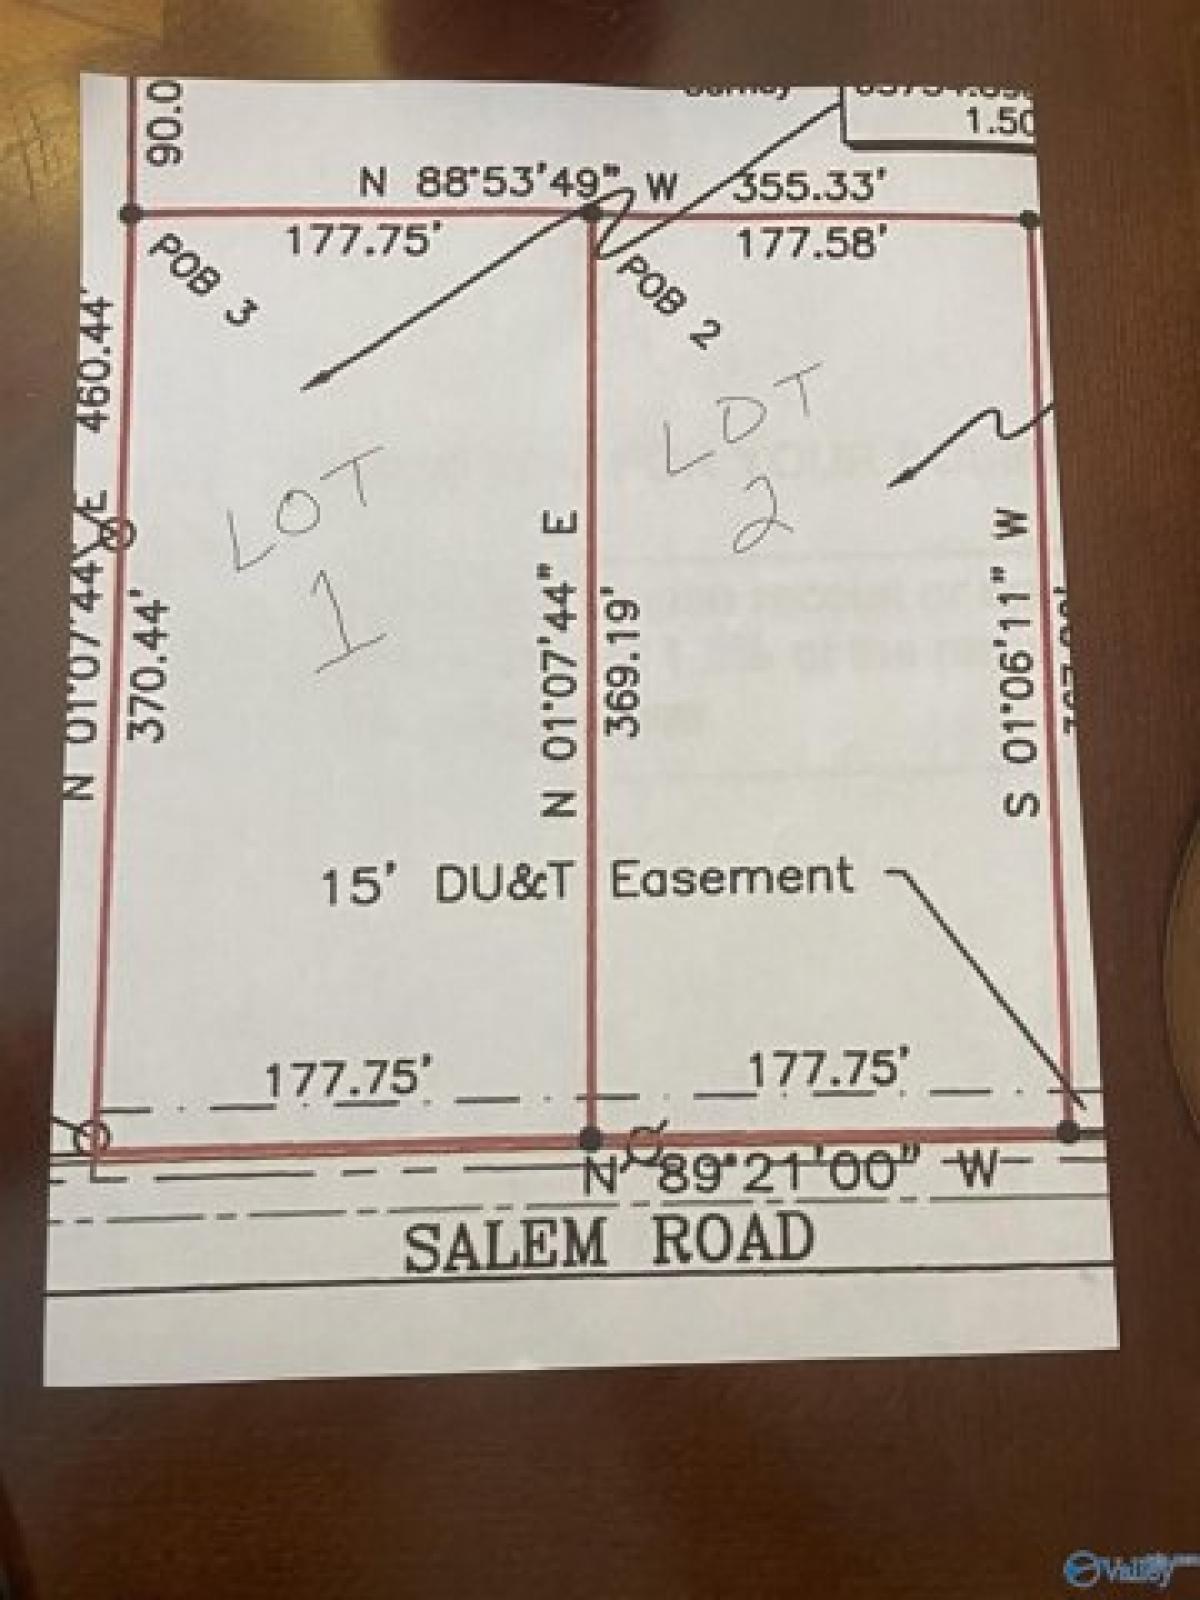 90.0
1.50
N 88°53'49" W 355.33'
177.75'
177.58'
POB 3
POB 2
N 01°07'44" E 460.44'
370.44'
LOT
1
LOT
2
N 01°07'44" E
369.19'
S 01°06'11" W
15' DU&T Easement
177.75'
177.75'
N 89°21'00" W
SALEM ROAD
Valley